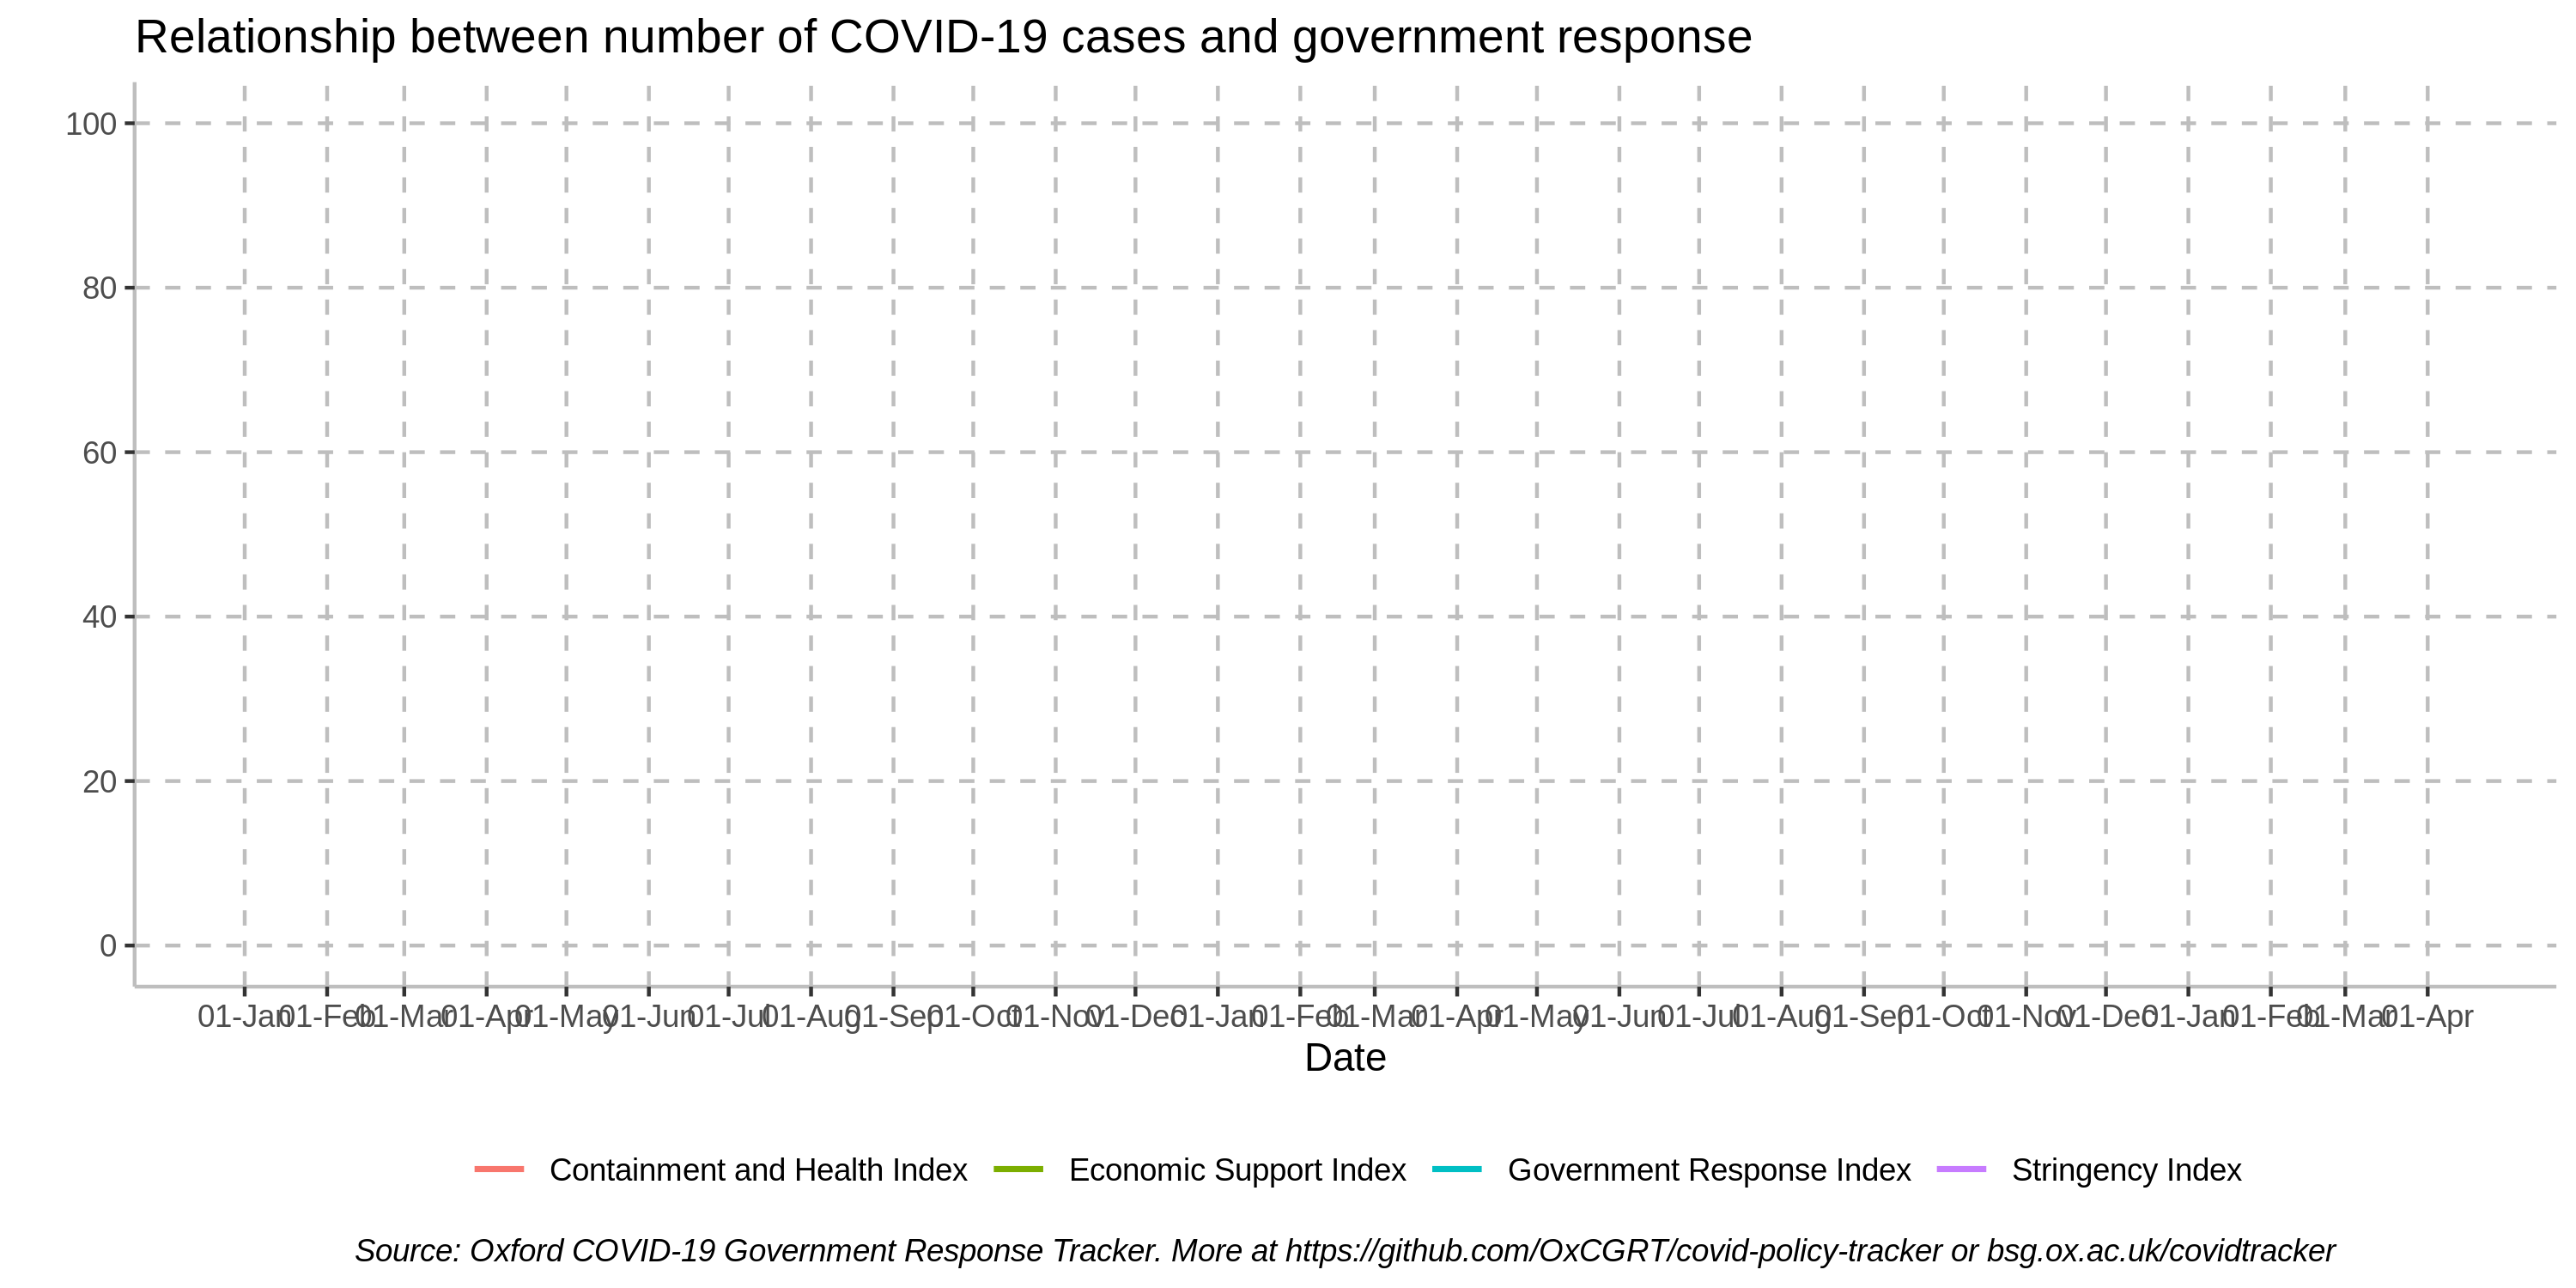 Relationship between number of COVID-19 cases and government response
100
80
60
40
20
0
01-Jan 01-Feb 01-Mar 01-Apr 01-May 01-Jun 01-Jul 01-Aug 01-Sep 01-Oct 01-Nov 01-Dec 01-Jan 01-Feb 01-Mar 01-Apr 01-May 01-Jun 01-Jul 01-Aug 01-Sep 01-Oct 01-Nov 01-Dec 01-Jan 01-Feb 01-Mar 01-Apr
Date
Containment and Health Index Economic Support Index Government Response Index Stringency Index
Source: Oxford COVID-19 Government Response Tracker. More at https://github.com/OxCGRT/covid-policy-tracker or bsg.ox.ac.uk/covidtracker